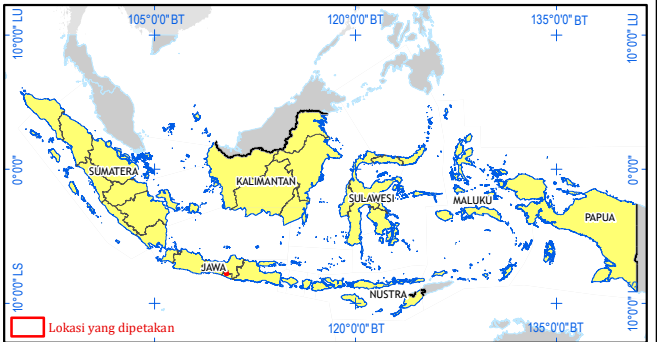 105°0'0"BT 120°0'0"BT 135°0'0"BT
10°0'0"LU 10°0'0"LU
SUMATERA KALIMANTAN SULAWESI MALUKU PAPUA
0°0'0" 0°0'0"
JAWA
NUSTRA
10°0'0"LS 10°0'0"LS
Lokasi yang dipetakan
120°0'0"BT 135°0'0"BT